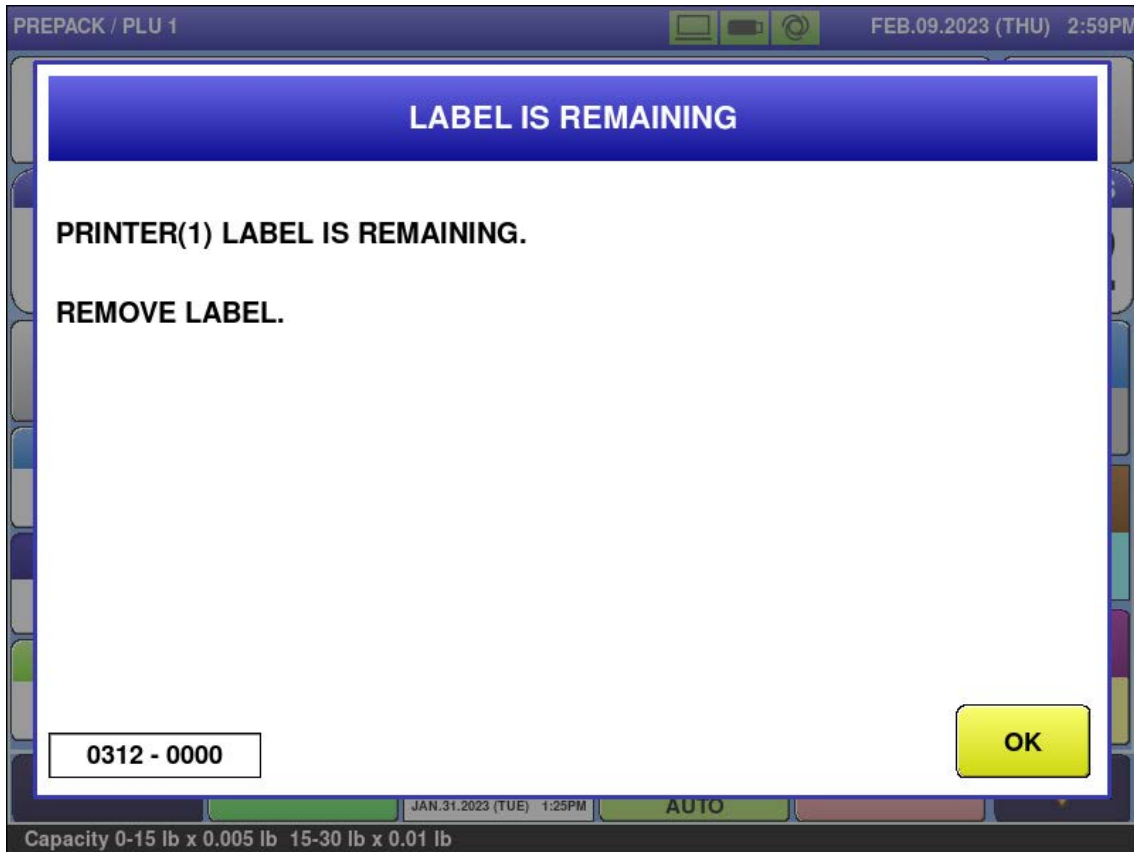 PREPACK / PLU 1 FEB.09.2023 (THU) 2:59PM
LABEL IS REMAINING
PRINTER(1) LABEL IS REMAINING.
REMOVE LABEL.
OK
0312 - 0000
JAN.31.2023 (TUE) 1:25PM AUTO
Capacity 0-15 lb x 0.005 lb 15-30 lb x 0.01 lb